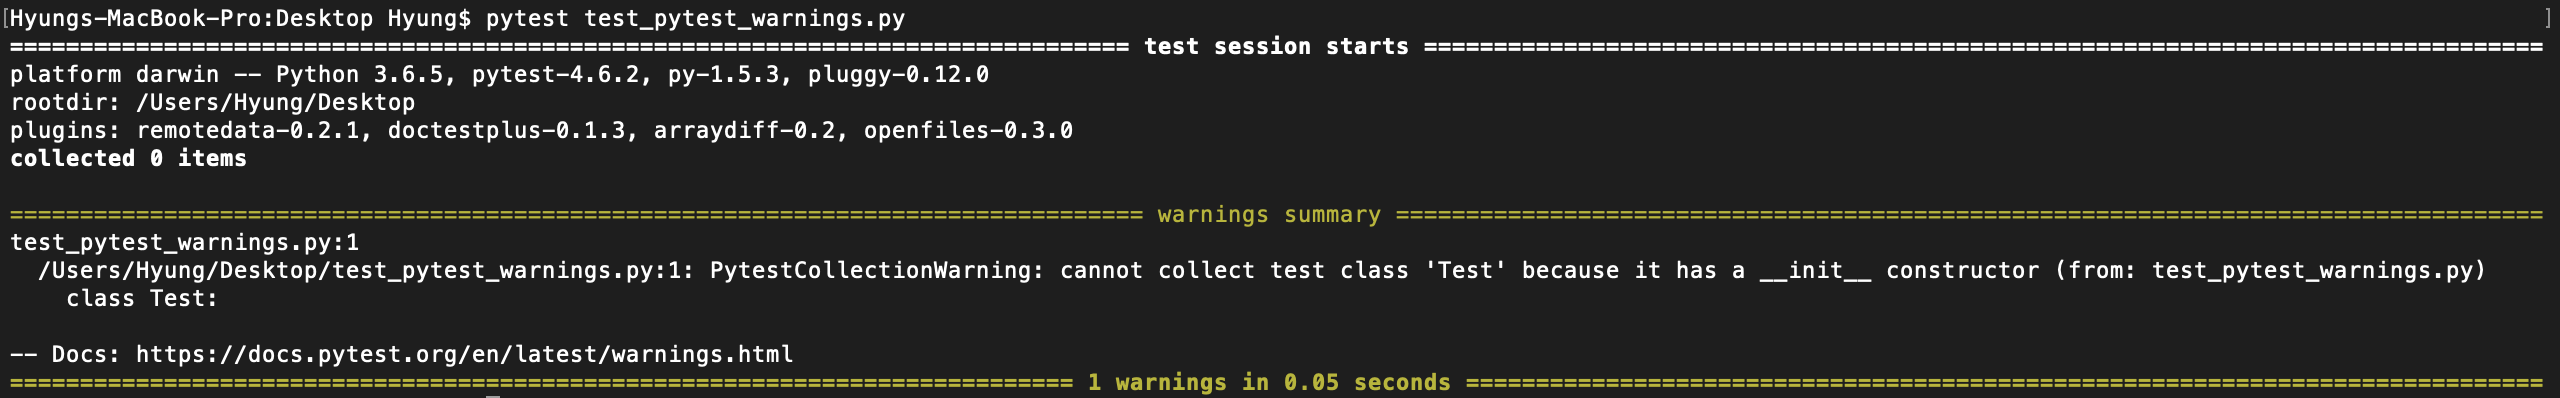 [Hyungs-MacBook-Pro:Desktop Hyung$ pytest test_pytest_warnings.py ]
================================================================================ test session starts ================================================================================
platform darwin -- Python 3.6.5, pytest-4.6.2, py-1.5.3, pluggy-0.12.0
rootdir: /Users/Hyung/Desktop
plugins: remotedata-0.2.1, doctestplus-0.1.3, arraydiff-0.2, openfiles-0.3.0
collected 0 items
================================================================================= warnings summary ==================================================================================
test_pytest_warnings.py:1
  /Users/Hyung/Desktop/test_pytest_warnings.py:1: PytestCollectionWarning: cannot collect test class 'Test' because it has a __init__ constructor (from: test_pytest_warnings.py)
    class Test:
-- Docs: https://docs.pytest.org/en/latest/warnings.html
============================================================================ 1 warnings in 0.05 seconds =============================================================================